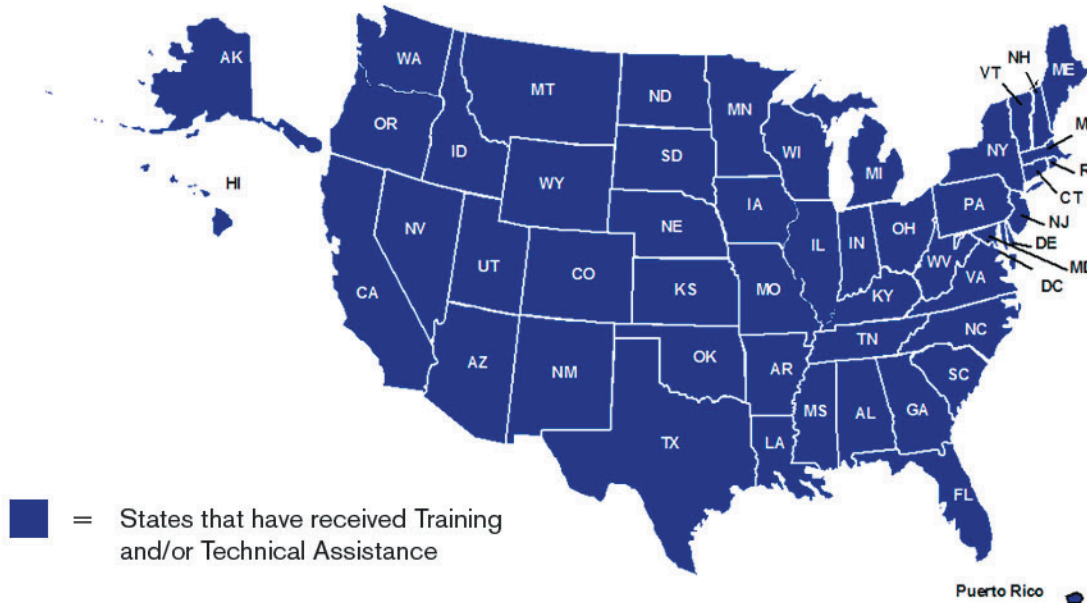 AK
WA
MT
ND
MN
NH
ME
VT
OR
ID
SD
WI
NY
M
MI
R
HI
WY
IA
PA
CT
NV
NE
NJ
IL
IN
OH
DE
UT
CO
WV
MD
CA
KS
MO
VA
DC
KY
NC
TN
AZ
NM
OK
AR
SC
MS
AL
GA
TX
LA
FL
= States that have received Training
and/or Technical Assistance
Puerto Rico